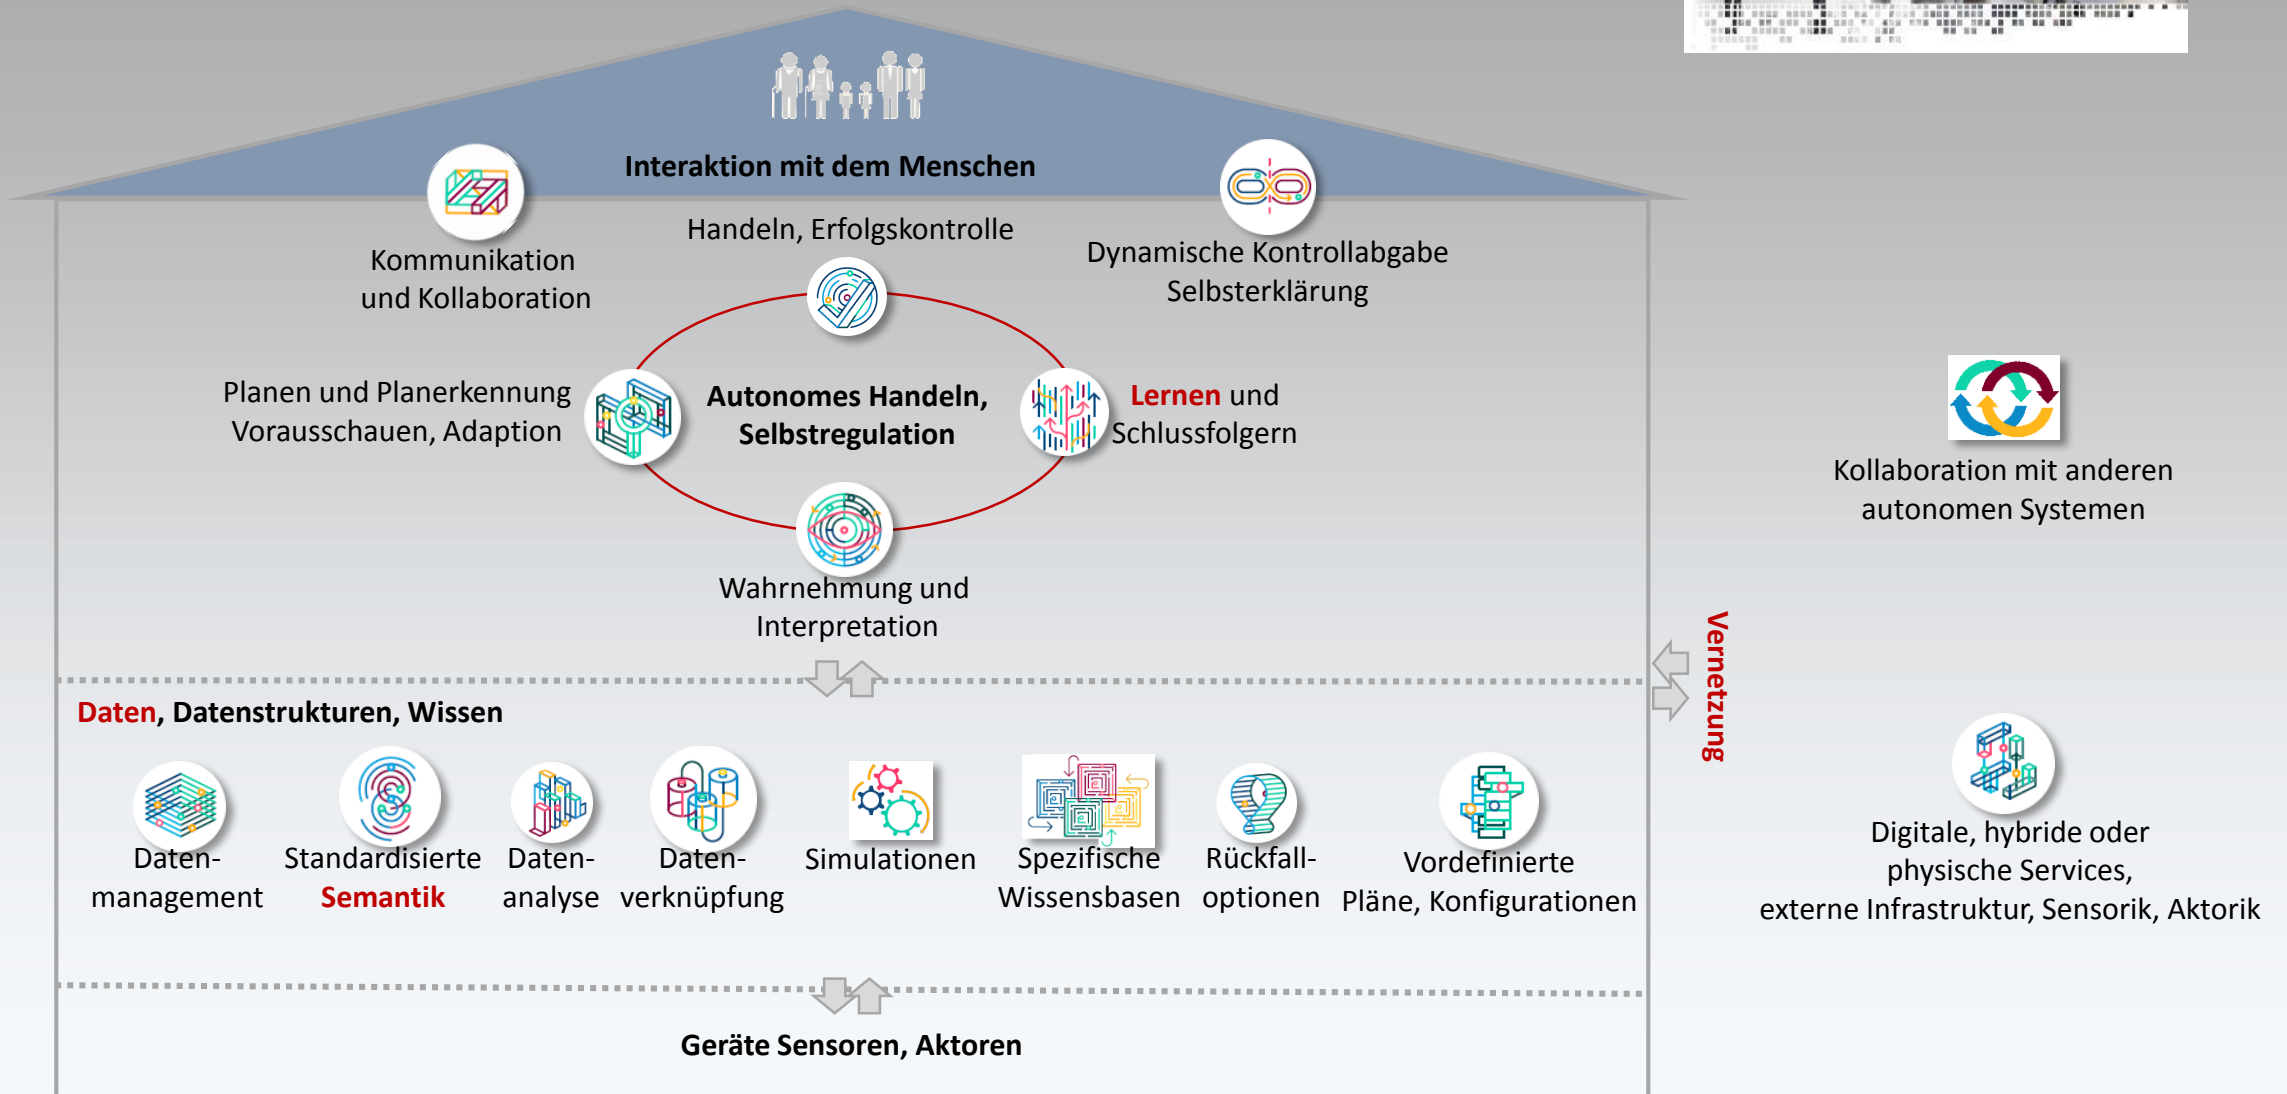 Interaktion mit dem Menschen
Handeln, Erfolgskontrolle
Kommunikation
und Kollaboration
Dynamische Kontrollabgabe
Selbsterklärung
Planen und Planerkennung
Vorausschauen, Adaption
Autonomes Handeln,
Selbstregulation
Lernen und
Schlussfolgern
Wahrnehmung und
Interpretation
Kollaboration mit anderen
autonomen Systemen
Vernetzung
Daten, Datenstrukturen, Wissen
Daten-
management
Standardisierte
Semantik
Daten-
analyse
Daten-
verknüpfung
Simulationen
Spezifische
Wissensbasen
Rückfall-
optionen
Vordefinierte
Pläne, Konfigurationen
Digitale, hybride oder
physische Services,
externe Infrastruktur, Sensorik, Aktorik
Geräte Sensoren, Aktoren